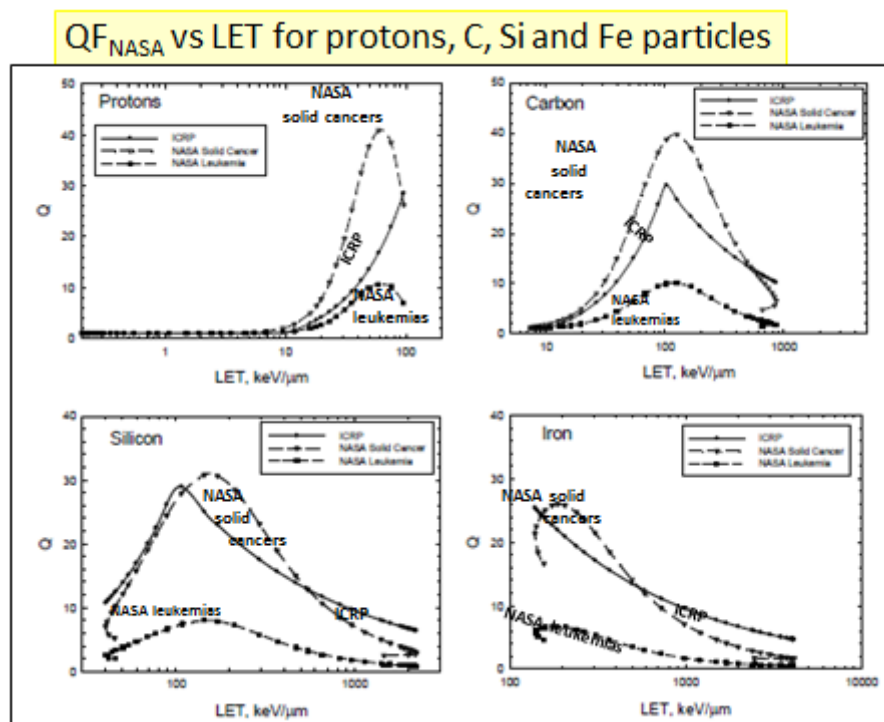 QF_NASA vs LET for protons, C, Si and Fe particles
50
40
30
20
10
0
Q
Protons
ICRP
NASA Solid Cancer
NASA Leukemia
NASA
solid cancers
ICRP
NASA
leukemias
1
10
100
LET, keV/μm
50
40
30
20
10
0
Carbon
ICRP
NASA Solid Cancer
NASA Leukemia
NASA
solid
cancers
ICRP
NASA
leukemias
10
100
1000
LET, keV/μm
40
30
20
10
0
Q
Silicon
ICRP
NASA Solid Cancer
NASA Leukemia
NASA
solid
cancers
NASA leukemias
ICRP
100
1000
LET, keV/μm
40
30
20
10
0
Q
Iron
ICRP
NASA Solid Cancer
NASA Leukemia
NASA solid
cancers
NASA leukemias
ICRP
100
1000
10000
LET, keV/μm